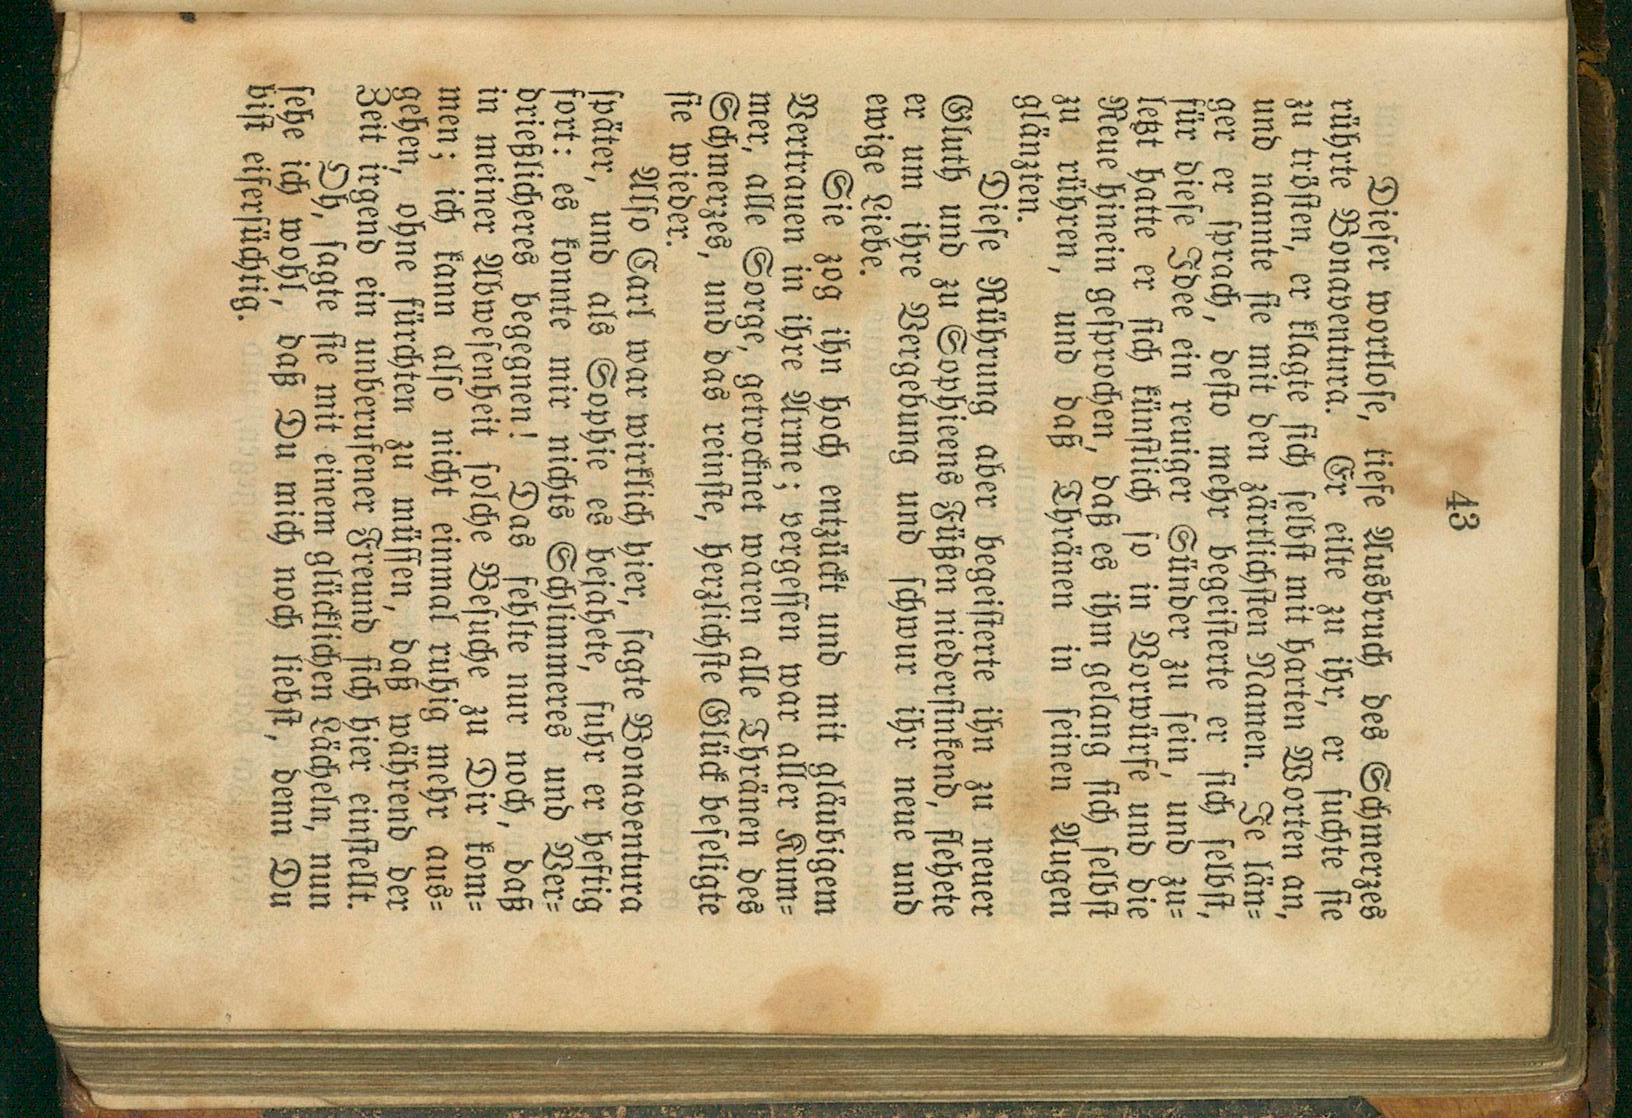 43
Dieser wortlose, tiefe Ausbruch des Schmerzes
rührte Bonaventura. Er eilte zu ihr, er suchte sie
zu trösten, er klagte sich selbst mit harten Worten an,
und nannte sie mit den zärtlichsten Namen. Je län-
ger er sprach, desto mehr begeisterte er sich selbst,
für diese Idee ein reuiger Sünder zu sein, und zu-
letzt hatte er sich künstlich so in Vorwürfe und die
Reue hinein gesprochen, daß es ihm gelang sich selbst
zu rühren, und daß Thränen in seinen Augen
glänzten.
Diese Rührung aber begeisterte ihn zu neuer
Gluth und zu Sophieens Füßen niedersinkend, flehete
er um ihre Vergebung und schwur ihr neue und
ewige Liebe.
Sie zog ihn hoch entzückt und mit gläubigem
Vertrauen in ihre Arme; vergessen war aller Kum-
mer, alle Sorge, getrocknet waren alle Thränen des
Schmerzes, und das reinste, herzlichste Glück beseligte
sie wieder.
Also Carl war wirklich hier, sagte Bonaventura
später, und als Sophie es bejahete, fuhr er heftig
fort: es konnte mir nichts Schlimmeres und Ver-
drießlicheres begegnen! Das fehlte nur noch, daß
in meiner Abwesenheit solche Besuche zu Dir kom-
men; ich kann also nicht einmal ruhig mehr aus-
gehen, ohne fürchten zu müssen, daß während der
Zeit irgend ein unberufener Freund sich hier einstellt.
Oh, sagte sie mit einem glücklichen Lächeln, nun
sehe ich wohl, daß Du mich noch liebst, denn Du
bist eifersüchtig.